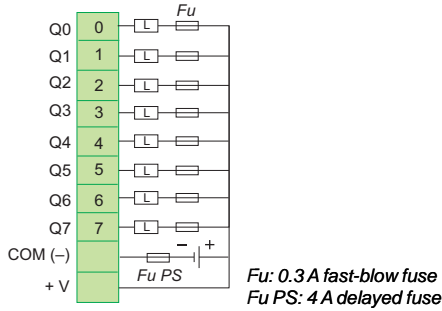 Fu
Q0 0 L
Q1 1 L
Q2 2 L
Q3 3 L
Q4 4 L
Q5 5 L
Q6 6 L
Q7 7 L
COM (–) – +
Fu PS
+ V
Fu: 0.3 A fast-blow fuse
Fu PS: 4 A delayed fuse